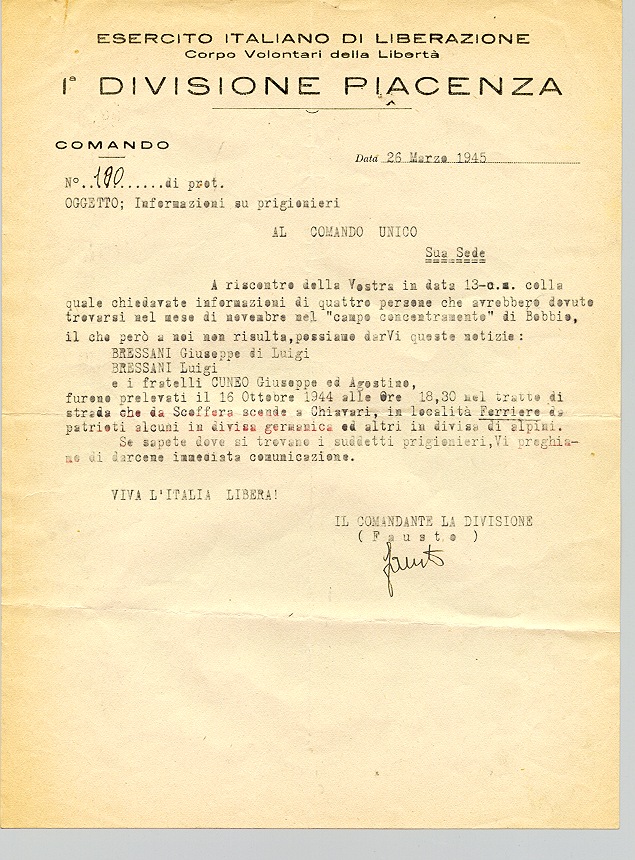 ESERCITO ITALIANO DI LIBERAZIONE
Corpo Volontari della Libertà
1ª DIVISIONE PIACENZA
COMANDO
Data 26 Marzo 1945
N°..190......di prot.
OGGETTO; Informazioni su prigionieri
AL COMANDO UNICO
Sua Sede
A riscontro della Vostra in data 13-c.m. colla
quale chiedavate informazioni di quattro persone che avrebbero dovuto
trovarsi nel mese di novembre nel "campo concentramento" di Bobbio,
il che però a noi non risulta,possiamo darVi queste notizie:
BRESSANI Giuseppe di Luigi
BRESSANI Luigi
e i fratelli CUNEO Giuseppe ed Agostino,
furono prelevati il 16 Ottobre 1944 alle Ore 18,30 nel tratto di
strada che da Scoffera scende a Chiavari, in località Ferriere da
patrioti alcuni in divisa germanica ed altri in divisa di alpini.
Se sapete dove si trovano i suddetti prigionieri,Vi preghia-
mo di darcene immediata comunicazione.
VIVA L'ITALIA LIBERA!
IL COMANDANTE LA DIVISIONE
( F a u s t o )
Fausto